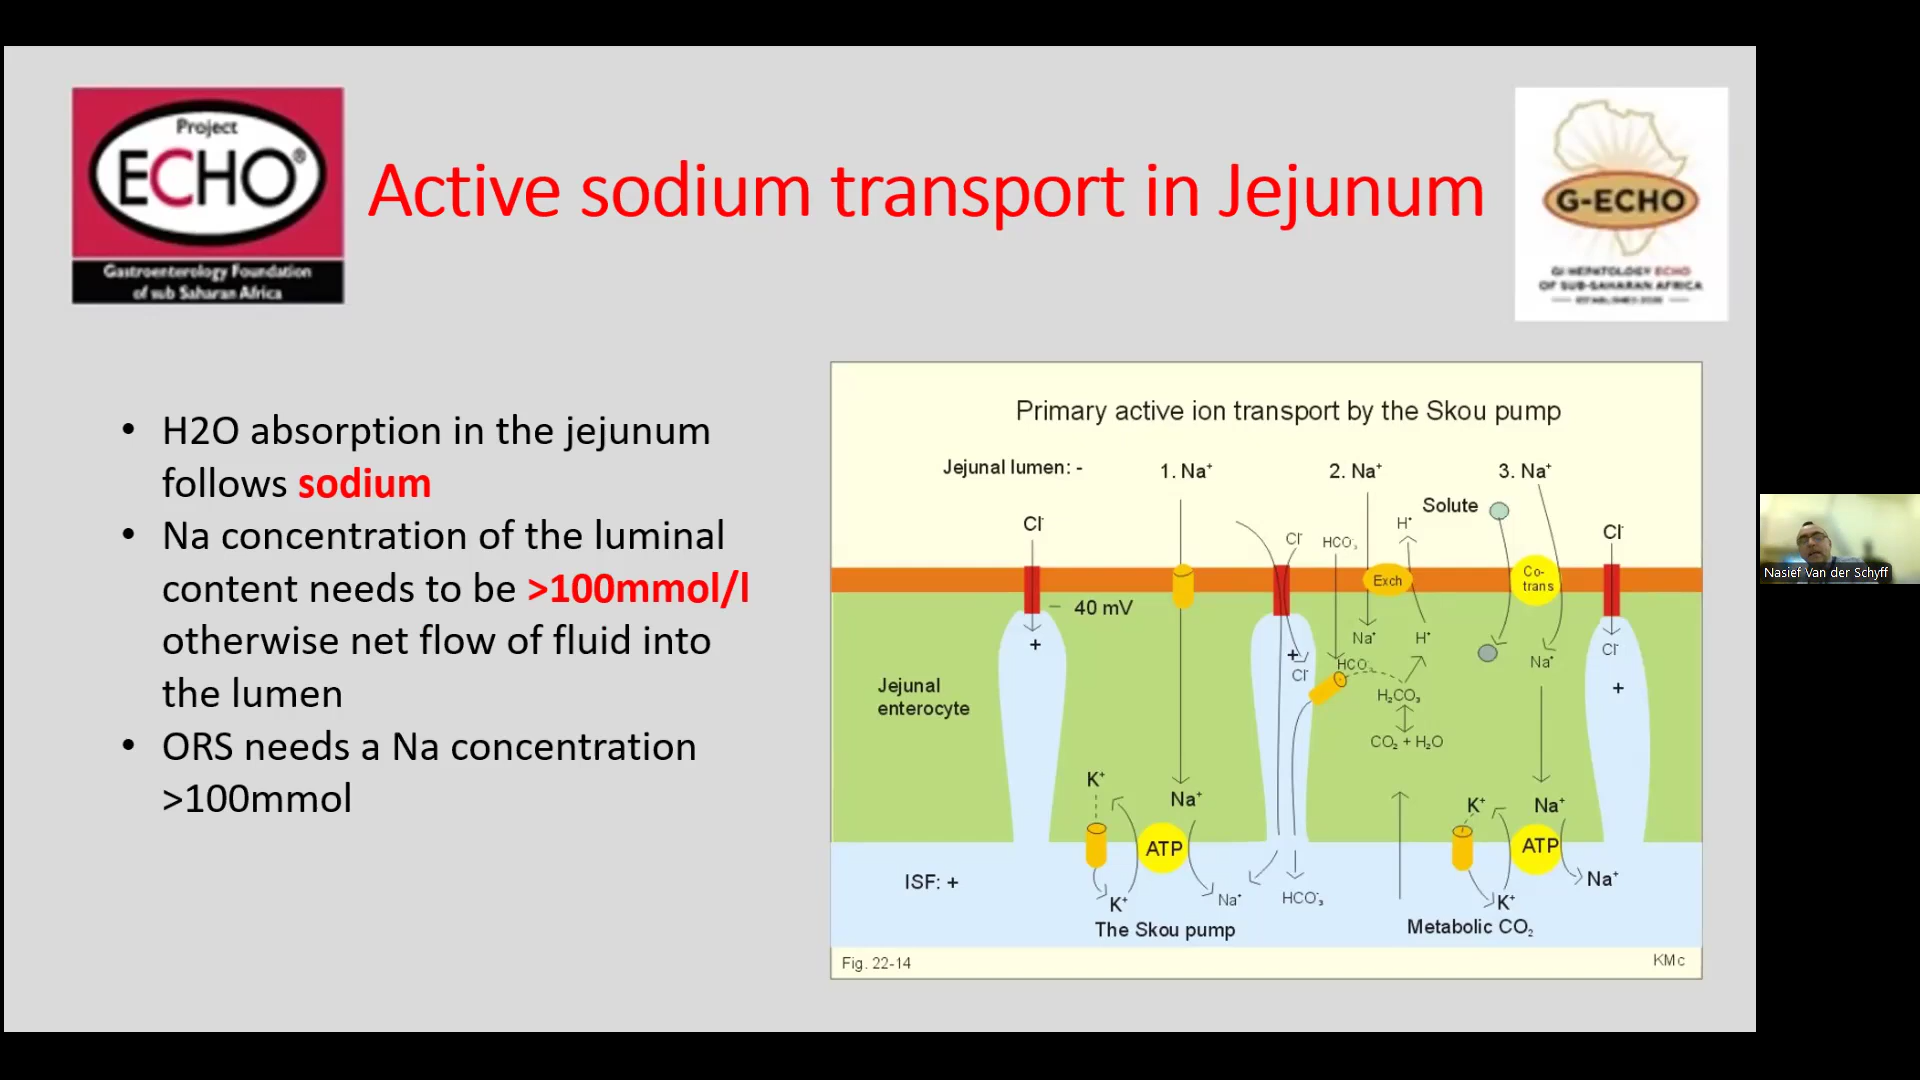 Project
ECHO®
Gastroenterology Foundation
of sub Saharan Africa
Active sodium transport in Jejunum
G-ECHO
GI HEPATOLOGY ECHO
OF SUB-SAHARAN AFRICA
• H2O absorption in the jejunum
follows sodium
• Na concentration of the luminal
content needs to be >100mmol/l
otherwise net flow of fluid into
the lumen
• ORS needs a Na concentration
>100mmol
Primary active ion transport by the Skou pump
Jejunal lumen: -
1. Na⁺
2. Na⁺
3. Na⁺
Solute
Cl⁻
Cl⁻
HCO₃⁻
H⁺
Cl⁻
Exch
Co-
trans
40 mV
+
+
Cl⁻
Na⁺
H⁺
HCO₃⁻
Na⁺
Cl⁻
+
Jejunal
enterocyte
H₂CO₃
CO₂ + H₂O
K⁺
Na⁺
K⁺
Na⁺
ATP
ATP
ISF: +
K⁺
Na⁺
HCO₃⁻
K⁺
Na⁺
The Skou pump
Metabolic CO₂
Fig. 22-14
KMc
Nasief Van der Schyff